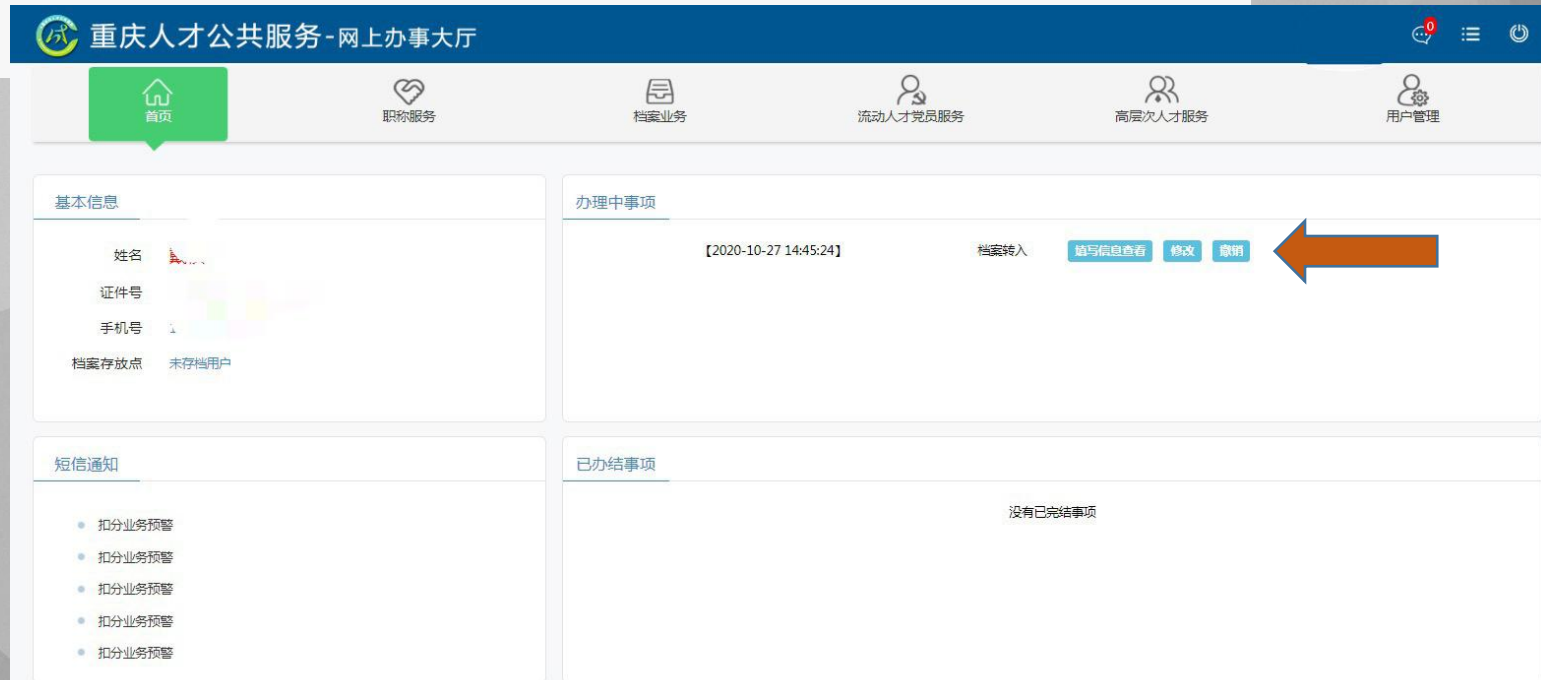 重庆人才公共服务-网上办事大厅
0
首页 职称服务 档案业务 流动人才党员服务 高层次人才服务 用户管理
基本信息
姓名
证件号
手机号
档案存放点 未存档用户
办理中事项
【2020-10-27 14:45:24】 档案转入 填写信息查看 修改 撤销
短信通知
扣分业务预警
扣分业务预警
扣分业务预警
扣分业务预警
扣分业务预警
已办结事项
没有已完结事项